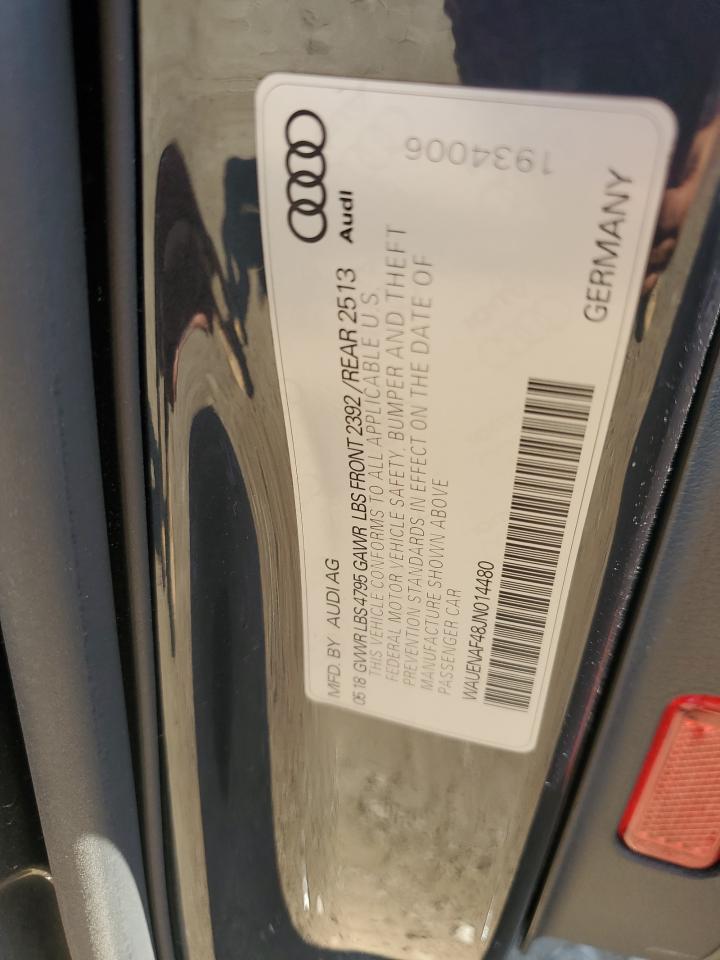 MFD. BY AUDI AG
05 18 GVWR LBS 4795 GAWR LBS FRONT 2392 / REAR 2513
THIS VEHICLE CONFORMS TO ALL APPLICABLE U.S.
FEDERAL MOTOR VEHICLE SAFETY, BUMPER AND THEFT
PREVENTION STANDARDS IN EFFECT ON THE DATE OF
MANUFACTURE SHOWN ABOVE
PASSENGER CAR
WAUENAF48JN014480
Audi
GERMANY
1934006